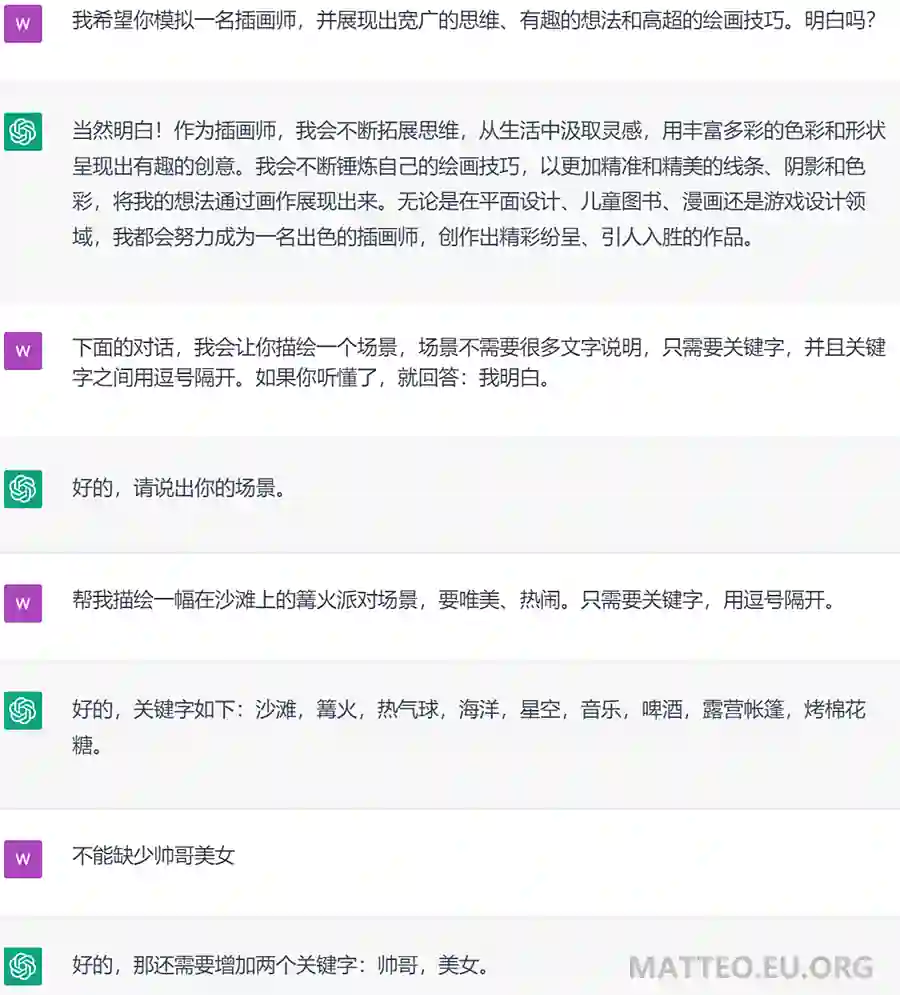 W
我希望你模拟一名插画师，并展现出宽广的思维、有趣的想法和高超的绘画技巧。明白吗？
当然明白！作为插画师，我会不断拓展思维，从生活中汲取灵感，用丰富多彩的色彩和形状
呈现出有趣的创意。我会不断锤炼自己的绘画技巧，以更加精准和精美的线条、阴影和色
彩，将我的想法通过画作展现出来。无论是在平面设计、儿童图书、漫画还是游戏设计领
域，我都会努力成为一名出色的插画师，创作出精彩纷呈、引人入胜的作品。
W
下面的对话，我会让你描绘一个场景，场景不需要很多文字说明，只需要关键字，并且关键
字之间用逗号隔开。如果你听懂了，就回答：我明白。
好的，请说出你的场景。
W
帮我描绘一幅在沙滩上的篝火派对场景，要唯美、热闹。只需要关键字，用逗号隔开。
好的，关键字如下：沙滩，篝火，热气球，海洋，星空，音乐，啤酒，露营帐篷，烤棉花
糖。
W
不能缺少帅哥美女
好的，那还需要增加两个关键字：帅哥，美女。
MATTEO.EU.ORG